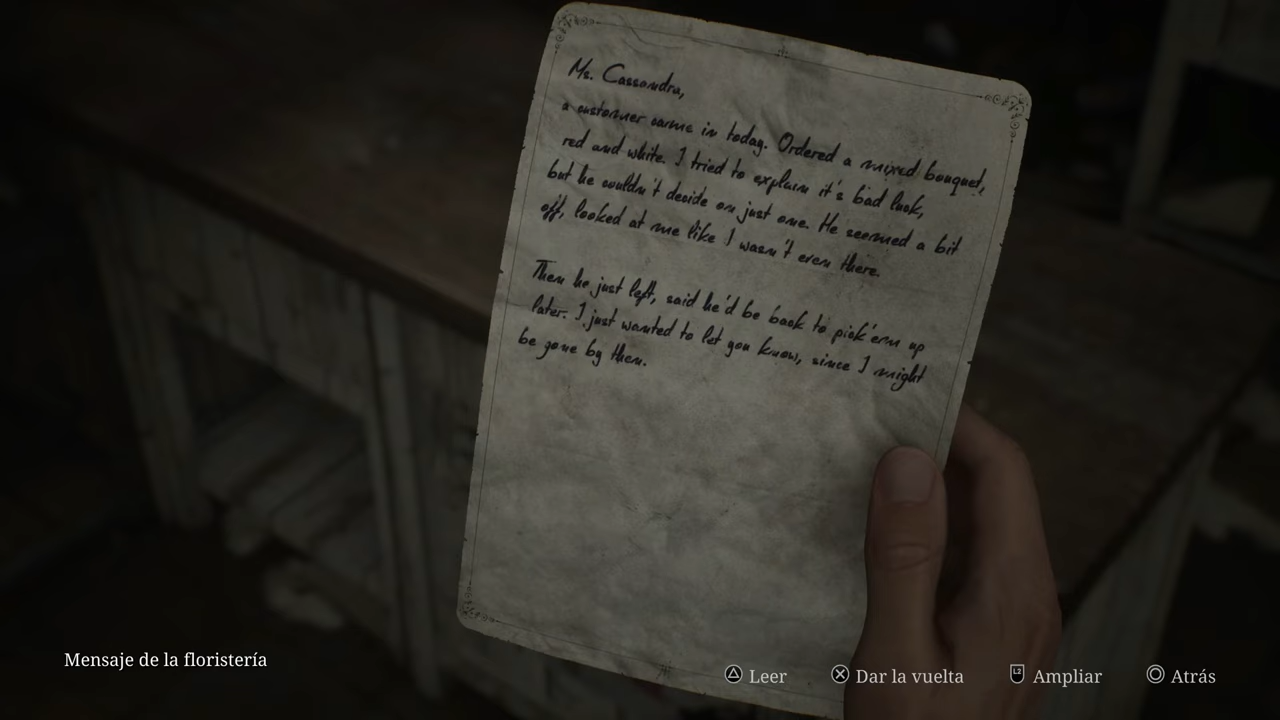 Ms. Cassandra,
a customer came in today. Ordered a mixed bouquet,
red and white. I tried to explain it's bad luck,
but he wouldn't decide on just one. He seemed a bit
off, looked at me like I wasn't even there.
Then he just left, said he'd be back to pick'em up
later. I just wanted to let you know, since I might
be gone by then.
Mensaje de la floristería
Leer
Dar la vuelta
L2 Ampliar
Atrás